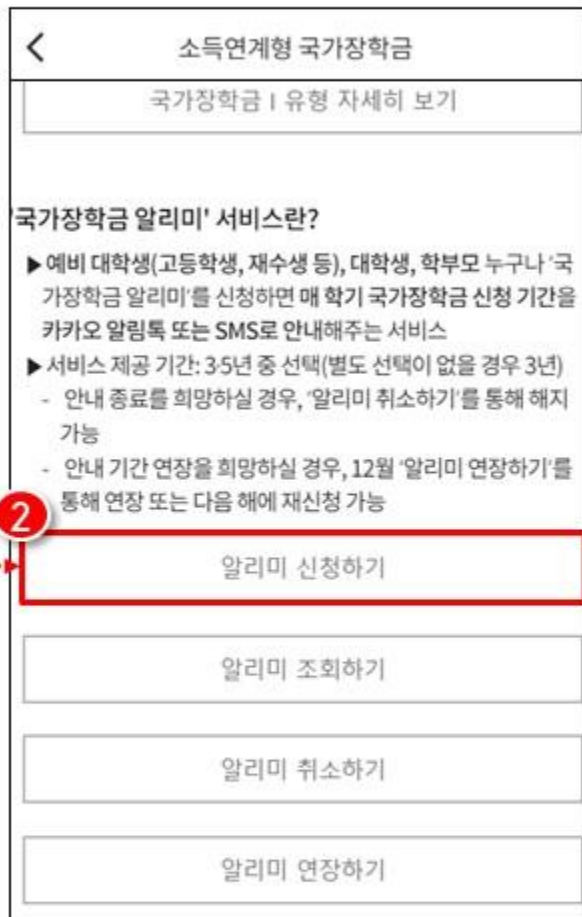 소득연계형 국가장학금
국가장학금 I 유형 자세히 보기
'국가장학금 알리미' 서비스란?
▶예비 대학생(고등학생, 재수생 등), 대학생, 학부모 누구나 '국
가장학금 알리미'를 신청하면 매 학기 국가장학금 신청 기간을
카카오 알림톡 또는 SMS로 안내해주는 서비스
▶서비스 제공 기간: 3·5년 중 선택(별도 선택이 없을 경우 3년)
- 안내 종료를 희망하실 경우, '알리미 취소하기'를 통해 해지
가능
- 안내 기간 연장을 희망하실 경우, 12월 '알리미 연장하기'를
통해 연장 또는 다음 해에 재신청 가능
2
알리미 신청하기
알리미 조회하기
알리미 취소하기
알리미 연장하기